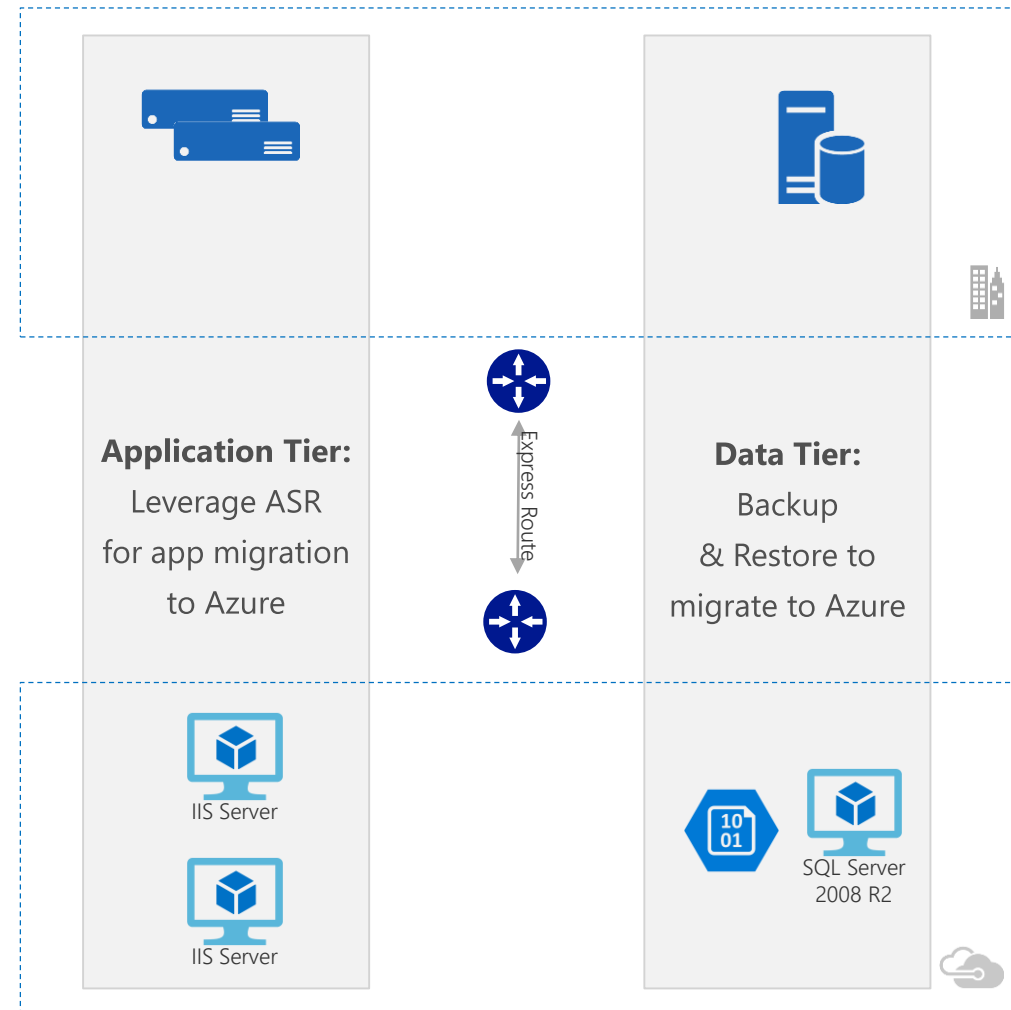 Application Tier:
Leverage ASR
for app migration
to Azure
Express Route
Data Tier:
Backup
& Restore to
migrate to Azure
IIS Server
IIS Server
10
01
SQL Server
2008 R2